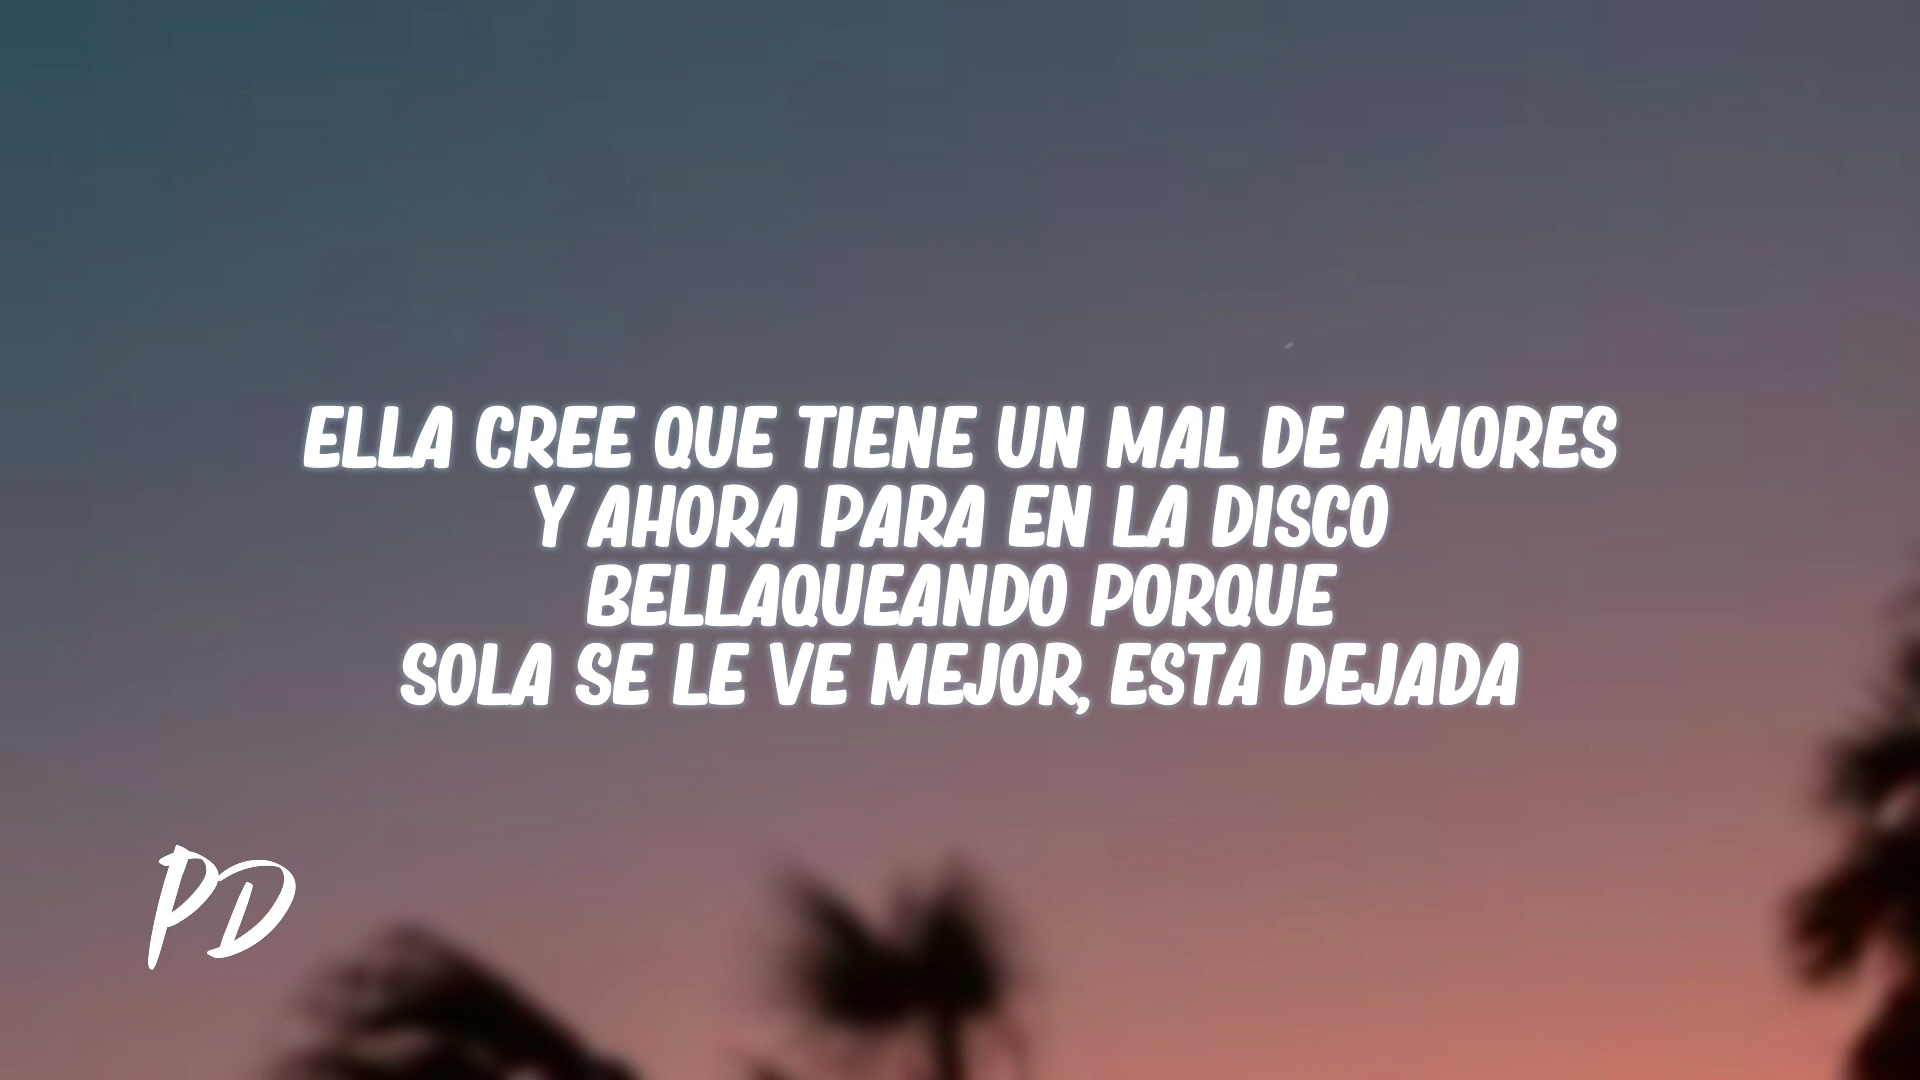 ELLA CREE QUE TIENE UN MAL DE AMORES
Y AHORA PARA EN LA DISCO
BELLAQUEANDO PORQUE
SOLA SE LE VE MEJOR, ESTA DEJADA
PD